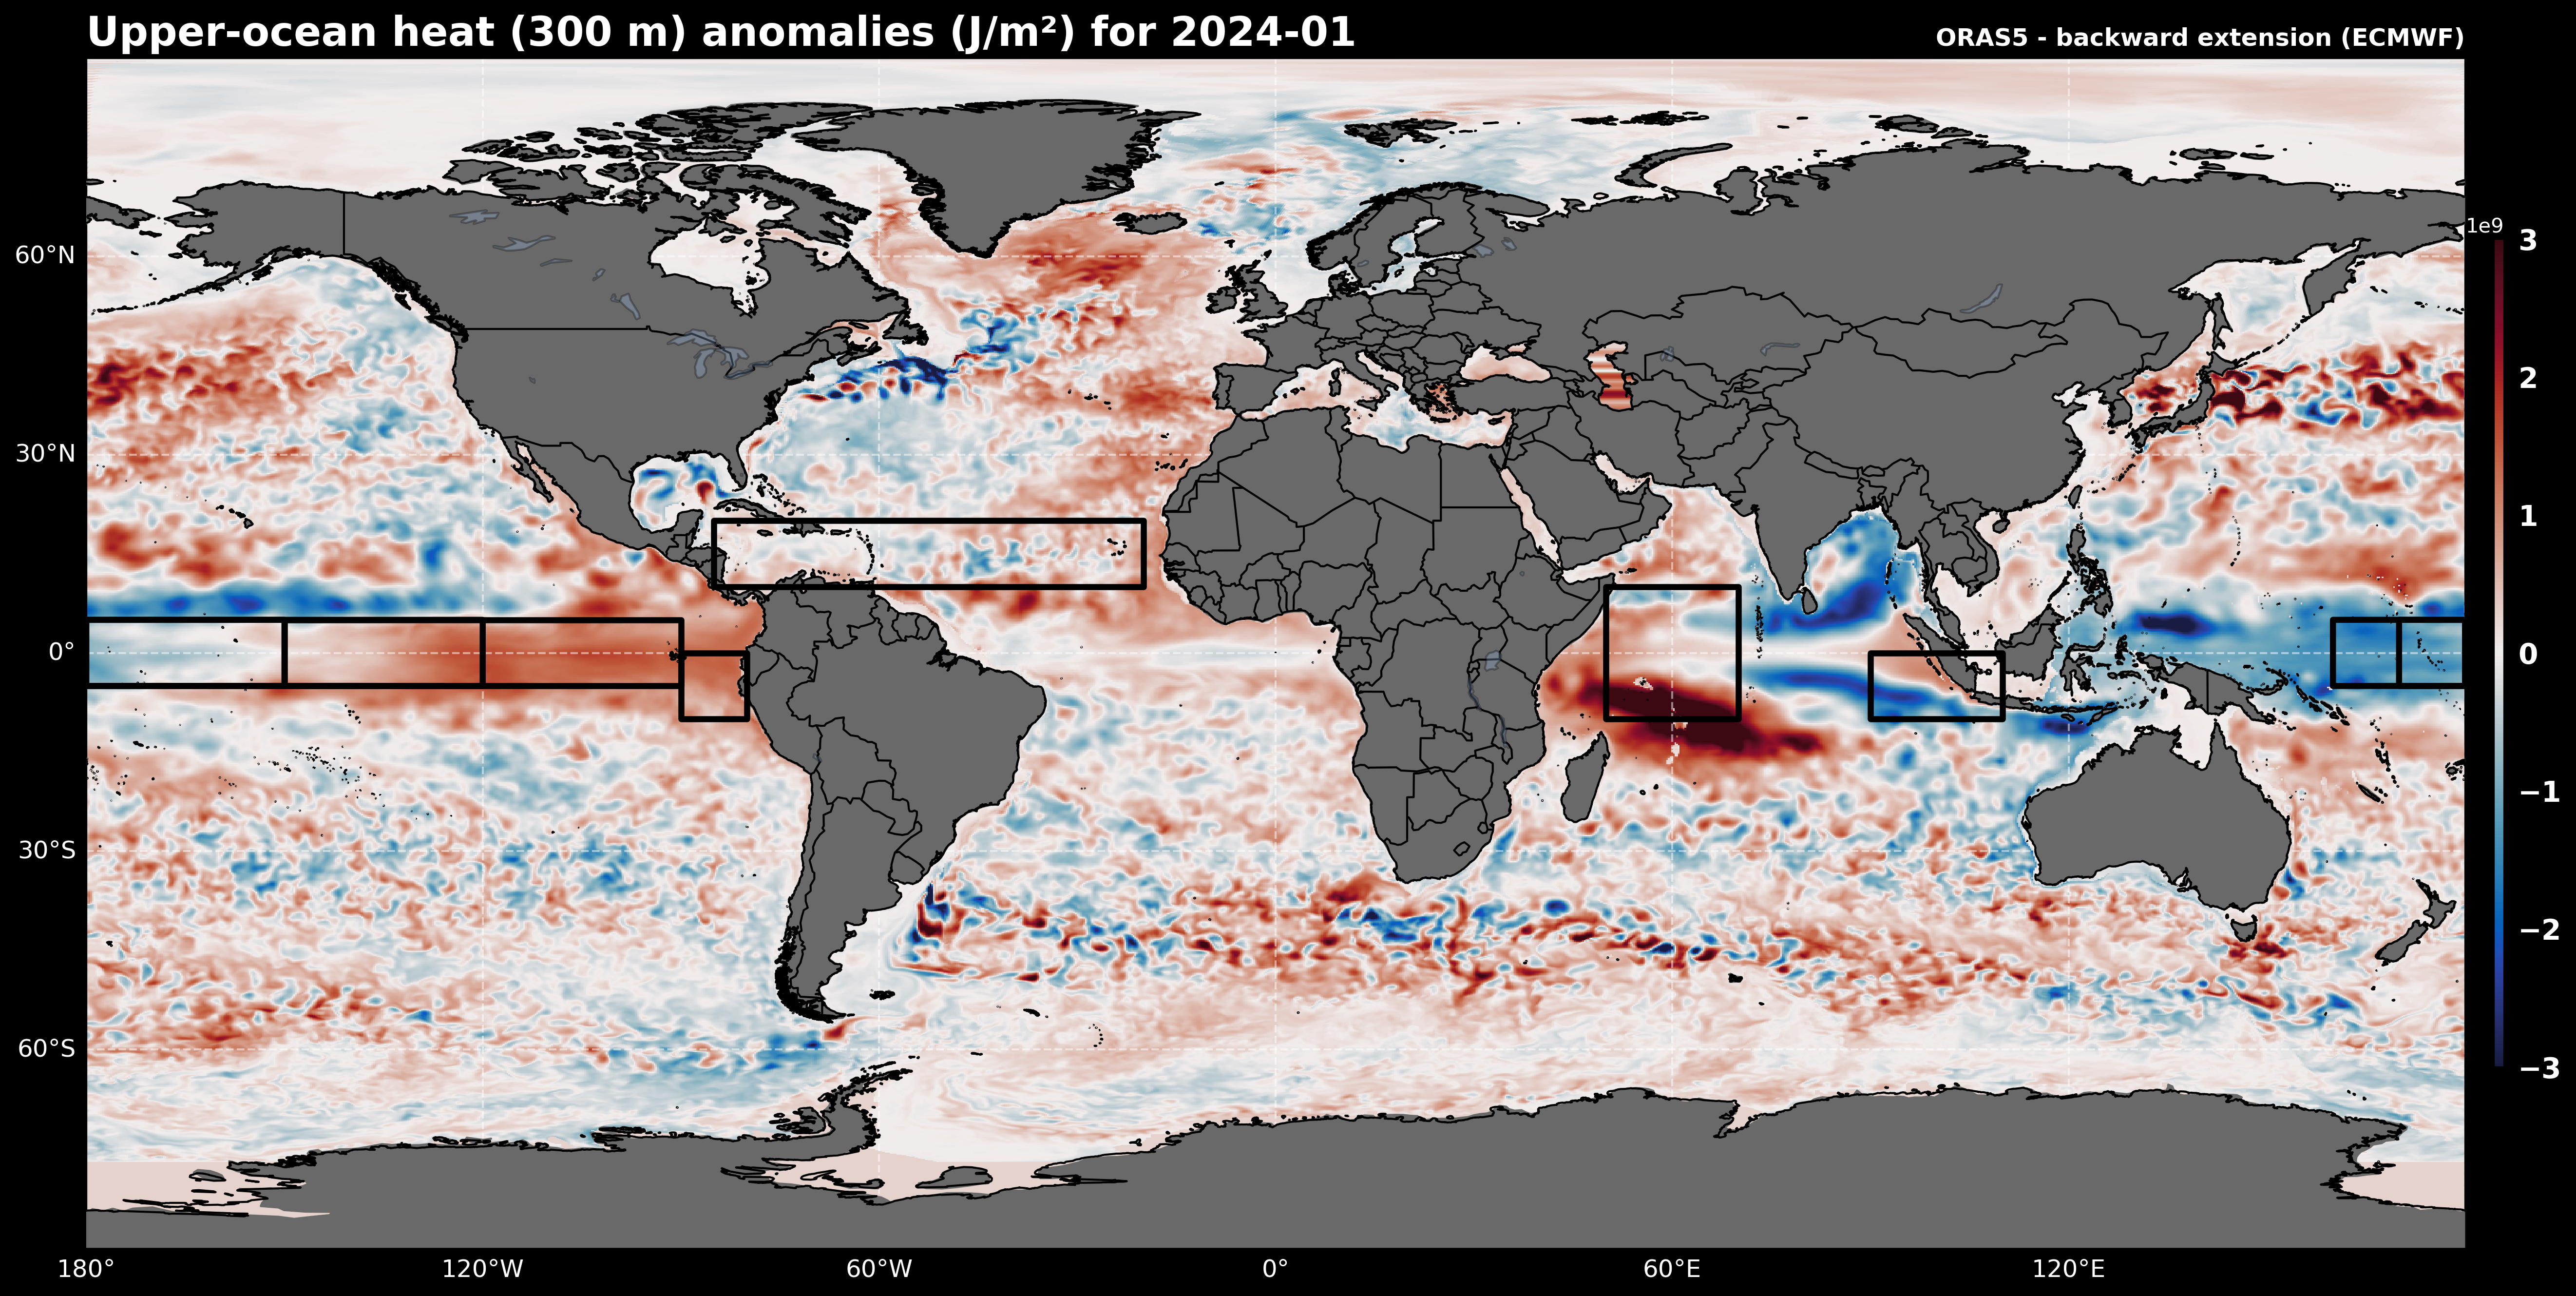 Upper-ocean heat (300 m) anomalies (J/m²) for 2024-01
ORAS5 - backward extension (ECMWF)
1e9
3
2
1
0
−1
−2
−3
60°N
30°N
0°
30°S
60°S
180°
120°W
60°W
0°
60°E
120°E